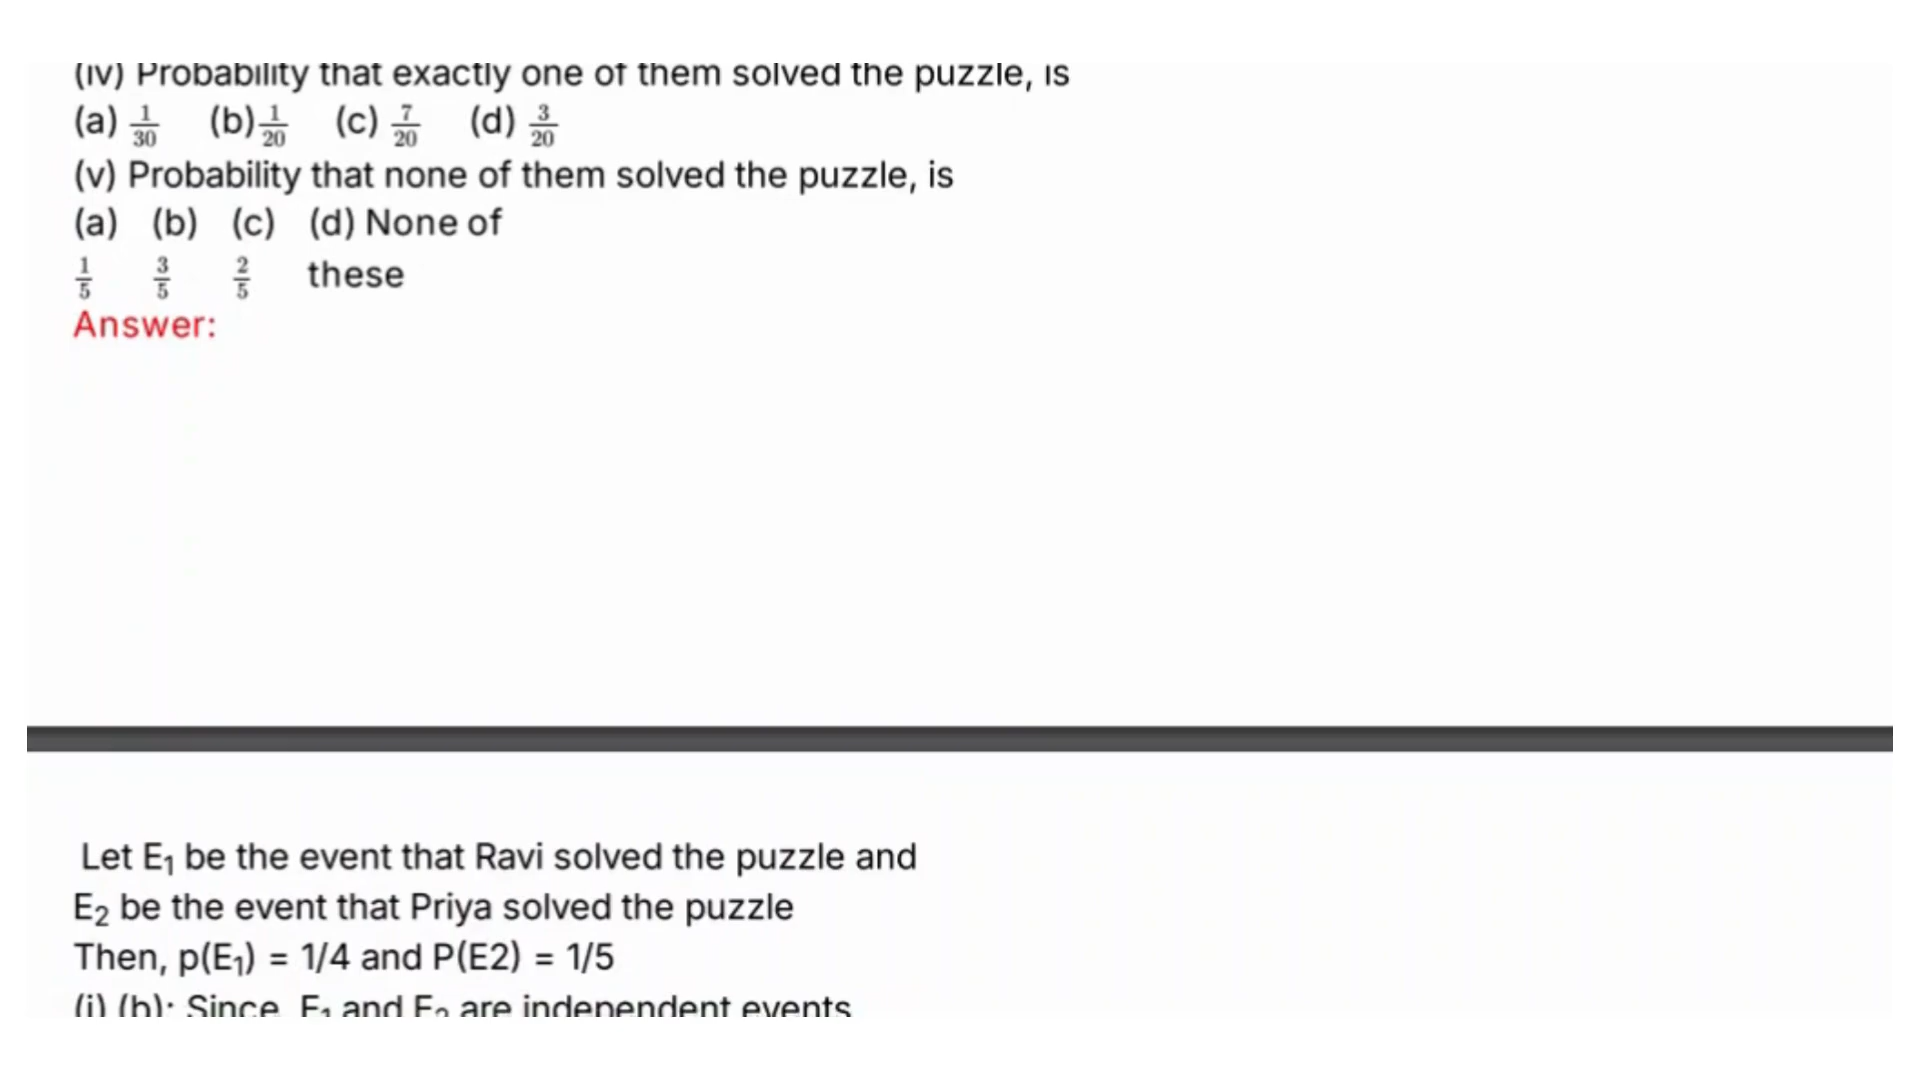 (iv) Probability that exactly one of them solved the puzzle, is
(a) 1/30 (b) 1/20 (c) 7/20 (d) 3/20
(v) Probability that none of them solved the puzzle, is
(a) (b) (c) (d) None of
1/5 3/5 2/5 these
Answer:
Let E₁ be the event that Ravi solved the puzzle and
E₂ be the event that Priya solved the puzzle
Then, p(E₁) = 1/4 and P(E2) = 1/5
(i) (b): Since, E₁ and E₂ are independent events